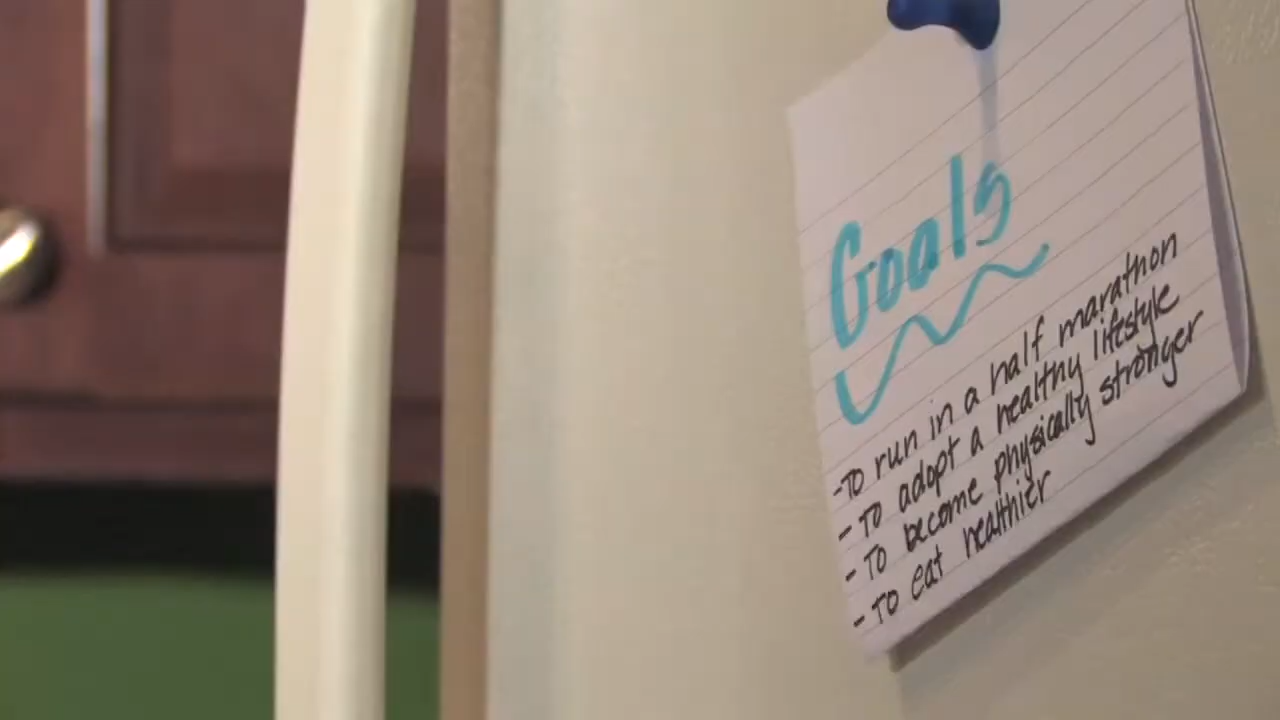 Goals
-To run in a half marathon
- To adopt a healthy lifestyle
- To become physically stronger
- To eat healthier